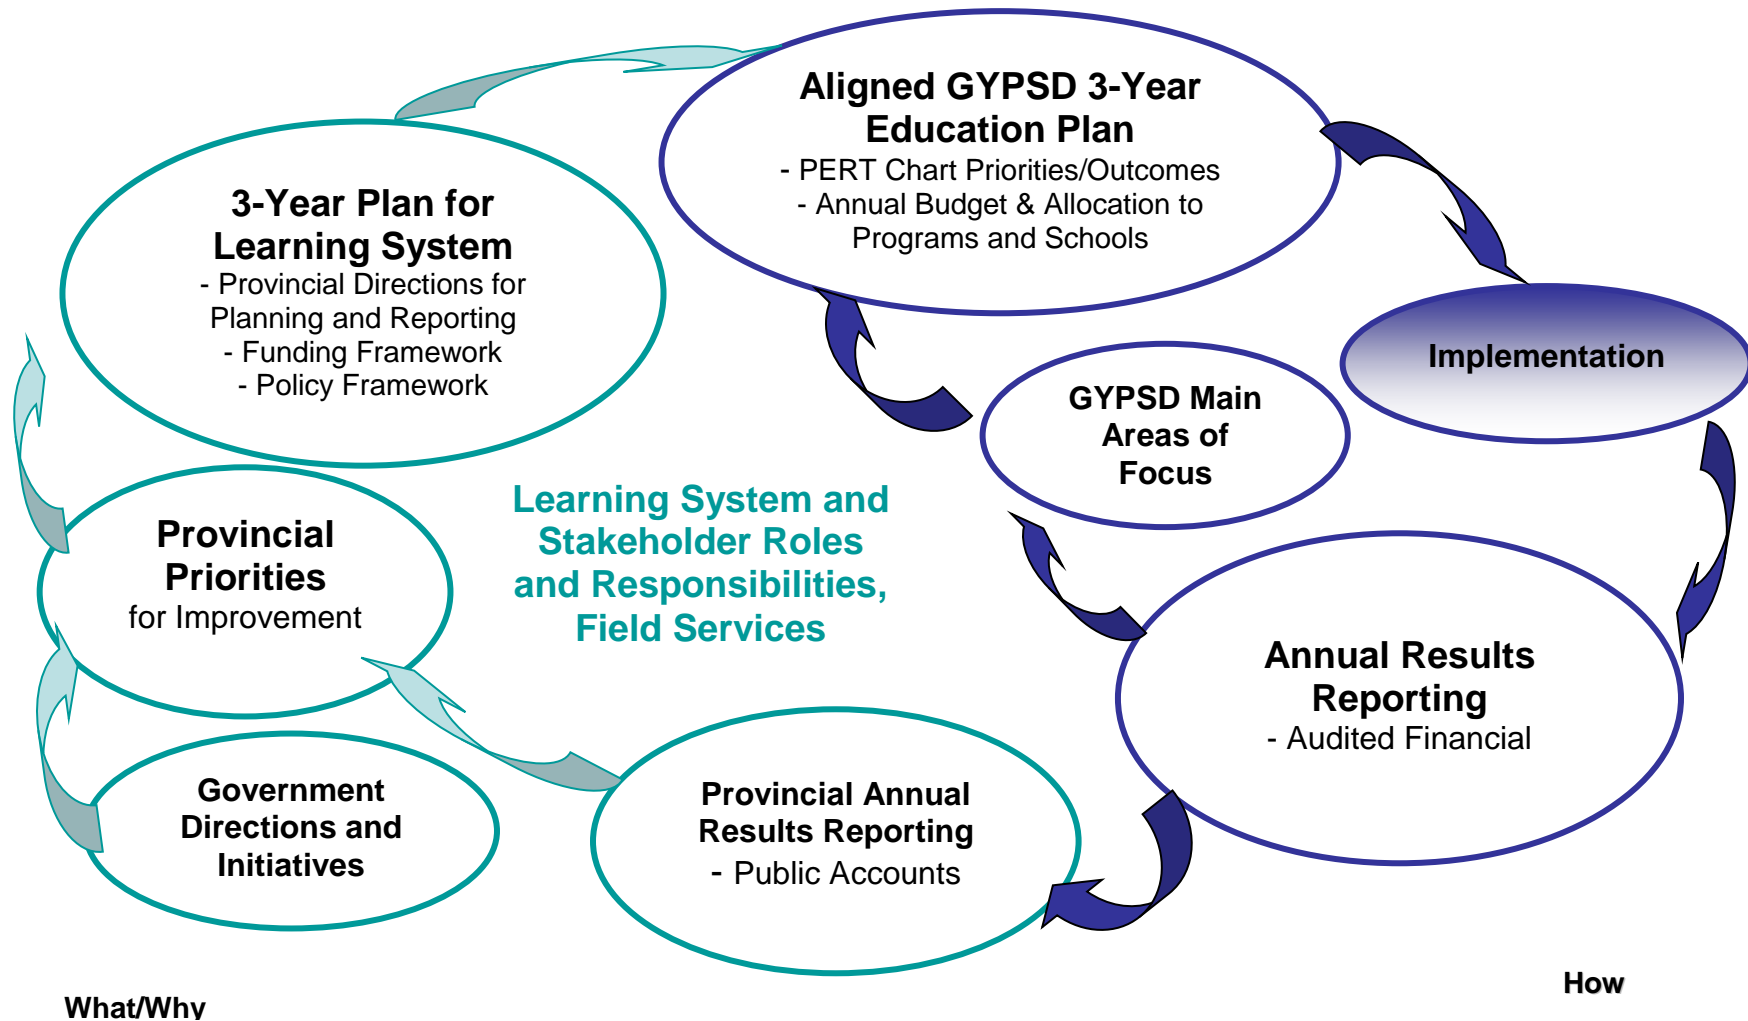 Aligned GYPSD 3-Year
Education Plan
- PERT Chart Priorities/Outcomes
- Annual Budget & Allocation to
Programs and Schools
3-Year Plan for
Learning System
- Provincial Directions for
Planning and Reporting
- Funding Framework
- Policy Framework
Implementation
GYPSD Main
Areas of
Focus
Learning System and
Stakeholder Roles
and Responsibilities,
Field Services
Provincial
Priorities
for Improvement
Annual Results
Reporting
- Audited Financial
Government
Directions and
Initiatives
Provincial Annual
Results Reporting
- Public Accounts
How
What/Why